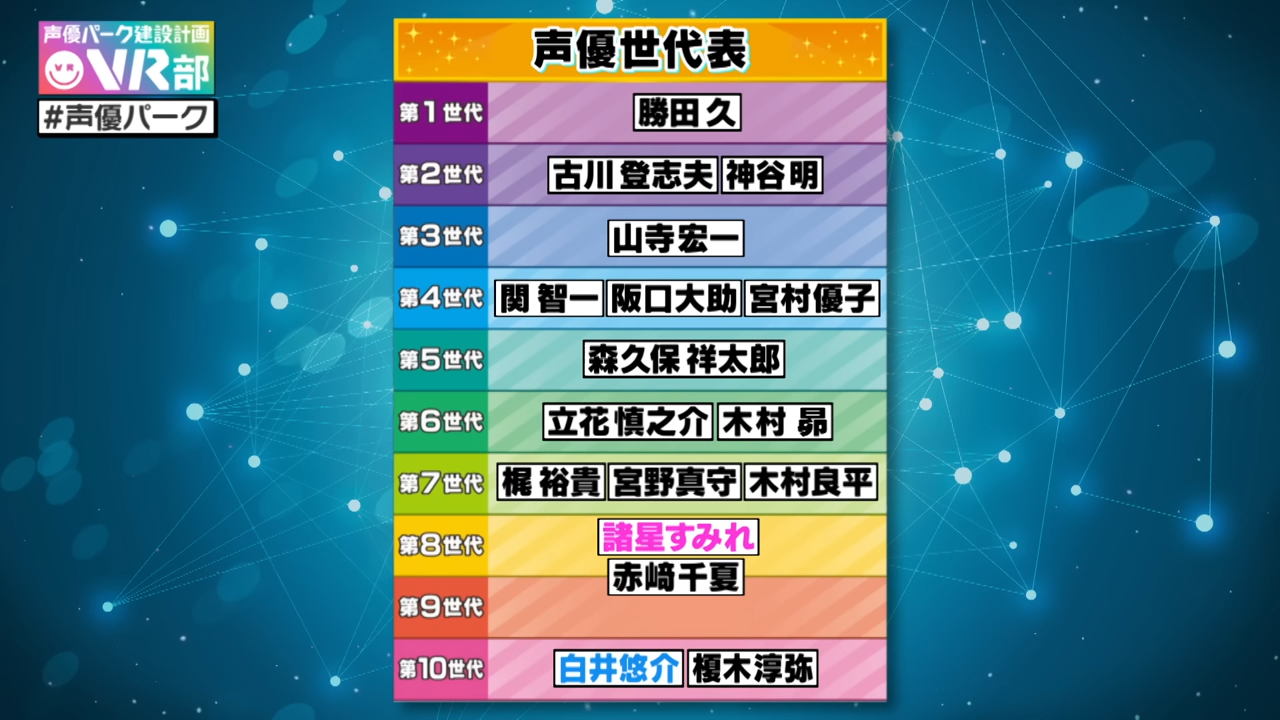 声優パーク建設計画
VR部
#声優パーク
声優世代表
第1世代 勝田 久
第2世代 古川 登志夫 神谷 明
第3世代 山寺 宏一
第4世代 関 智一 阪口大助 宮村優子
第5世代 森久保 祥太郎
第6世代 立花 慎之介 木村 昴
第7世代 梶 裕貴 宮野真守 木村良平
第8世代 諸星すみれ
赤﨑千夏
第9世代
第10世代 白井悠介 榎木淳弥